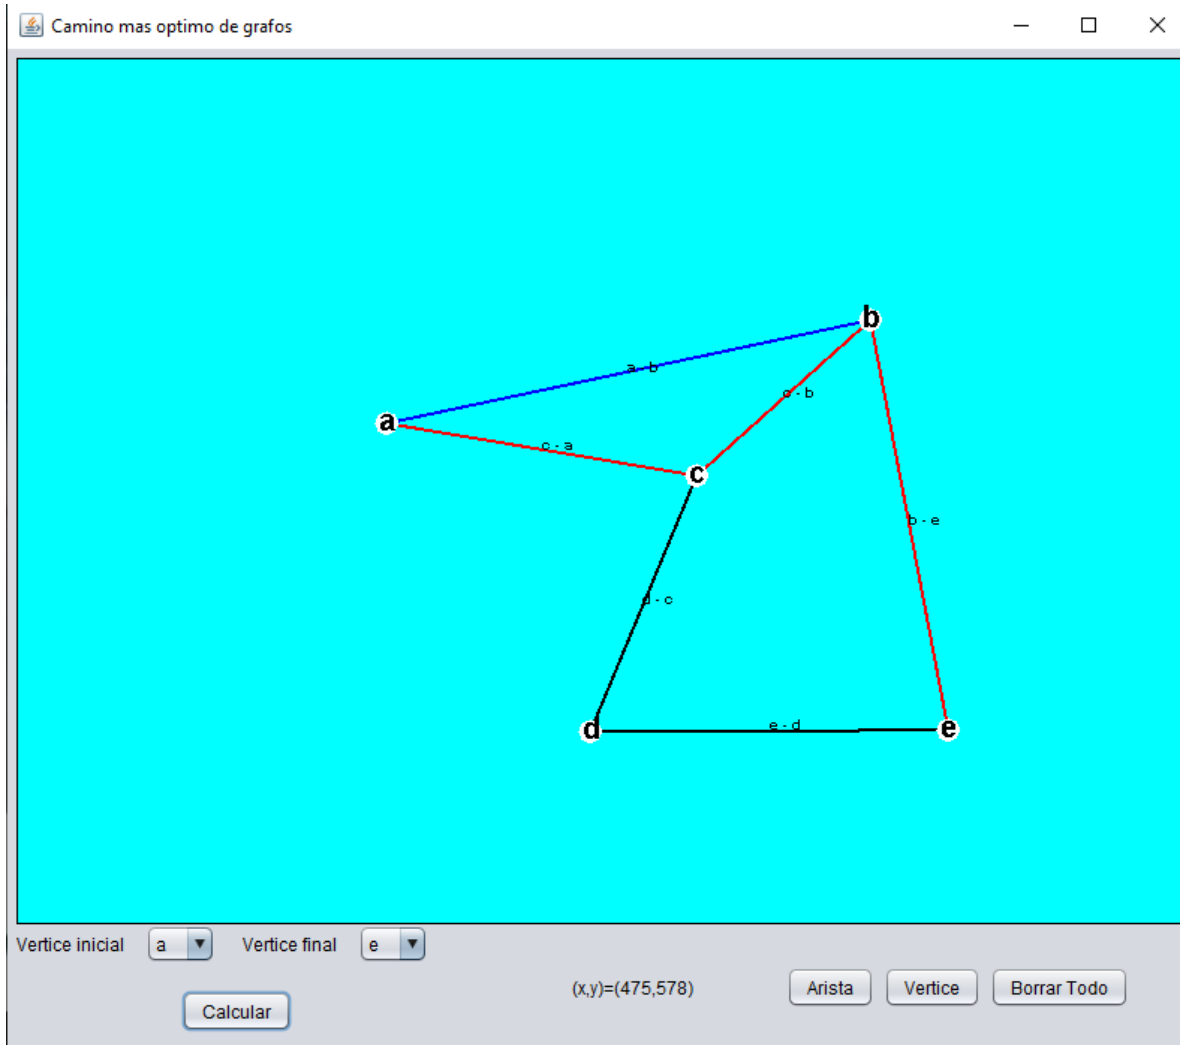 Camino mas optimo de grafos
b
a - b
c - b
a
c - a
c
b - e
d - c
d
e - d
e
Vertice inicial a Vertice final e
(x,y)=(475,578) Arista Vertice Borrar Todo
Calcular